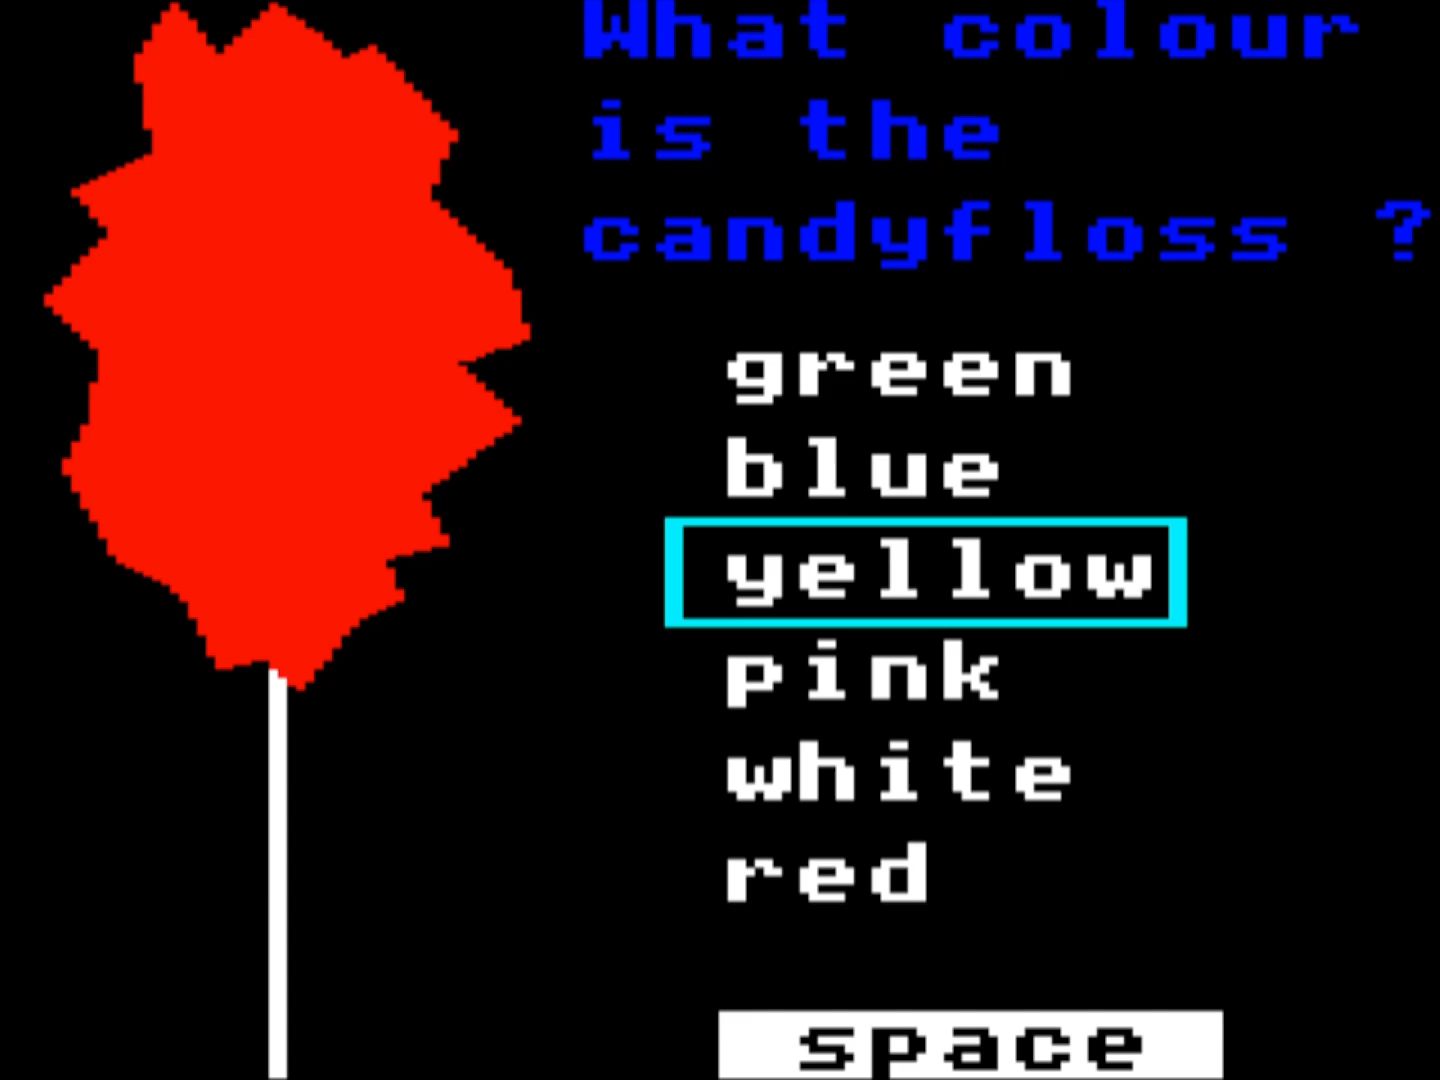 What colour
is the
candyfloss ?
green
blue
yellow
pink
white
red
space